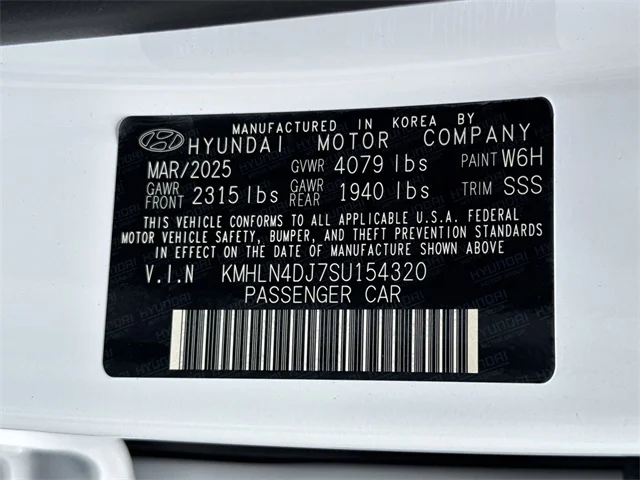 MANUFACTURED IN KOREA BY
HYUNDAI MOTOR COMPANY
MAR/2025 GVWR 4079 lbs PAINT W6H
GAWR FRONT 2315 lbs GAWR REAR 1940 lbs TRIM SSS
THIS VEHICLE CONFORMS TO ALL APPLICABLE U.S.A. FEDERAL
MOTOR VEHICLE SAFETY, BUMPER, AND THEFT PREVENTION STANDARDS
IN EFFECT ON THE DATE OF MANUFACTURE SHOWN ABOVE.
V.I.N KMHLN4DJ7SU154320
PASSENGER CAR